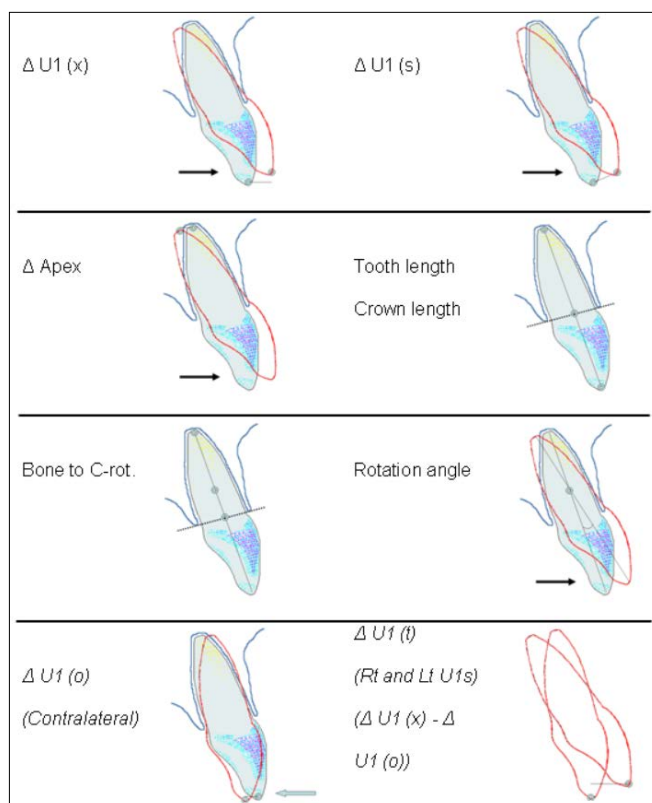 Δ U1 (x)
Δ U1 (s)
Δ Apex
Tooth length
Crown length
Bone to C-rot.
Rotation angle
Δ U1 (o)
(Contralateral)
Δ U1 (t)
(Rt and Lt U1s)
(Δ U1 (x) - Δ
U1 (o))